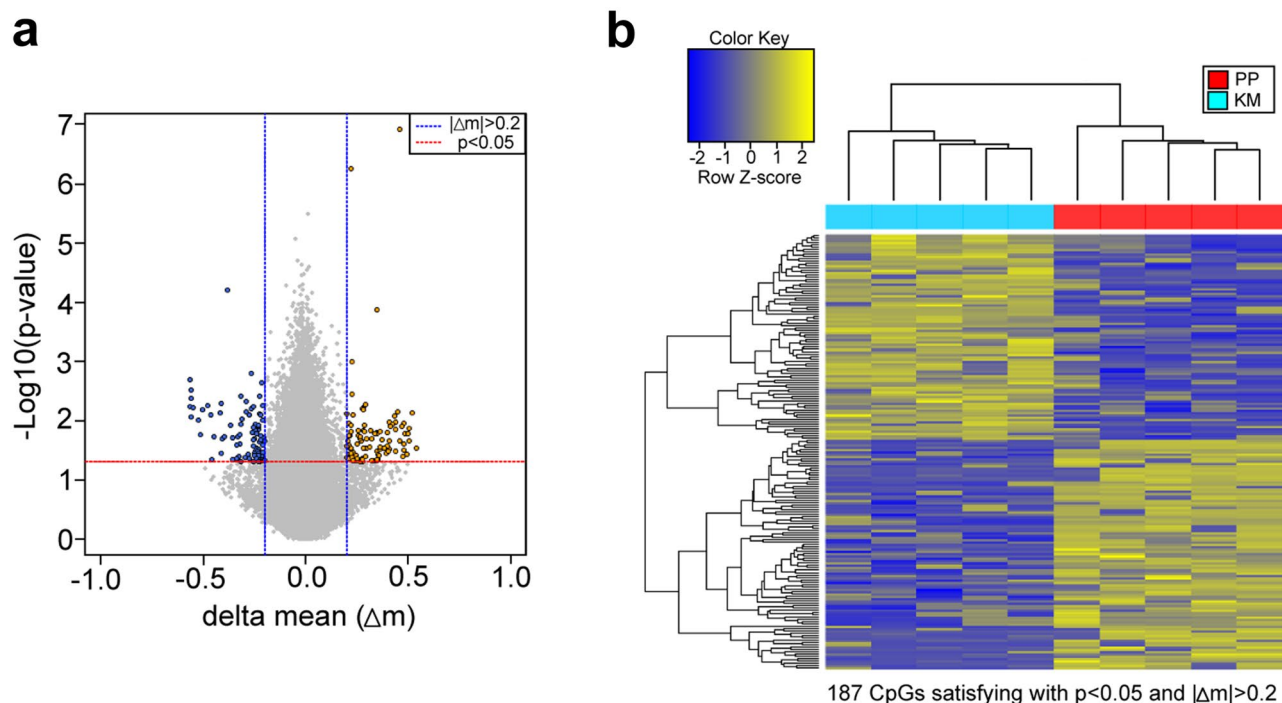 a
|Δm|>0.2
p<0.05
7
6
5
4
3
2
1
0
-Log10(p-value)
-1.0 -0.5 0.0 0.5 1.0
delta mean (Δm)
b
Color Key
-2 -1 0 1 2
Row Z-score
PP
KM
187 CpGs satisfying with p<0.05 and |Δm|>0.2